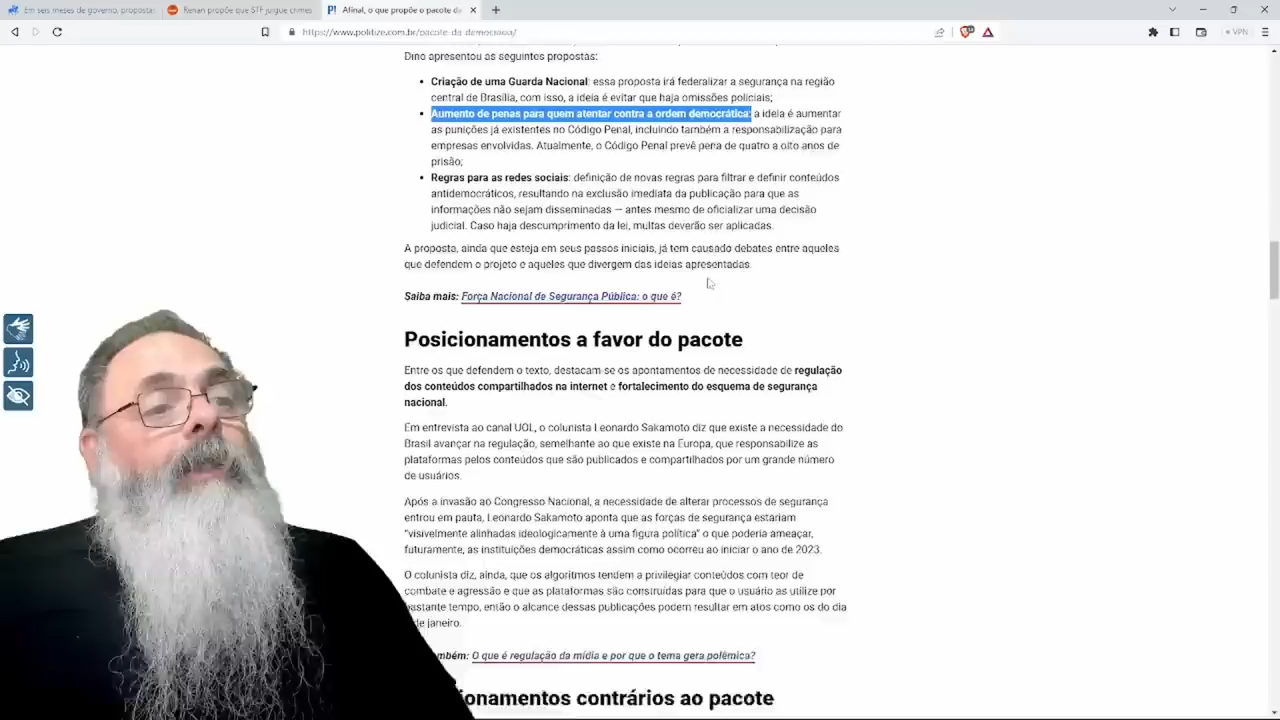 Em seis meses de governo, propostas
Renan propõe que STF julgue crimes
Afinal, o que propõe o pacote da
https://www.politize.com.br/pacote-da-democracia/
VPN
Dino apresentou as seguintes propostas:
• Criação de uma Guarda Nacional: essa proposta irá federalizar a segurança na região
central de Brasília, com isso, a ideia é evitar que haja omissões policiais;
• Aumento de penas para quem atentar contra a ordem democrática: a ideia é aumentar
as punições já existentes no Código Penal, incluindo também a responsabilização para
empresas envolvidas. Atualmente, o Código Penal prevê pena de quatro a oito anos de
prisão;
• Regras para as redes sociais: definição de novas regras para filtrar e definir conteúdos
antidemocráticos, resultando na exclusão imediata da publicação para que as
informações não sejam disseminadas — antes mesmo de oficializar uma decisão
judicial. Caso haja descumprimento da lei, multas deverão ser aplicadas.
A proposta, ainda que esteja em seus passos iniciais, já tem causado debates entre aqueles
que defendem o projeto e aqueles que divergem das ideias apresentadas.
Saiba mais: Força Nacional de Segurança Pública: o que é?
Posicionamentos a favor do pacote
Entre os que defendem o texto, destacam-se os apontamentos de necessidade de regulação
dos conteúdos compartilhados na internet e fortalecimento do esquema de segurança
nacional.
Em entrevista ao canal UOL, o colunista Leonardo Sakamoto diz que existe a necessidade do
Brasil avançar na regulação, semelhante ao que existe na Europa, que responsabilize as
plataformas pelos conteúdos que são publicados e compartilhados por um grande número
de usuários.
Após a invasão ao Congresso Nacional, a necessidade de alterar processos de segurança
entrou em pauta, Leonardo Sakamoto aponta que as forças de segurança estariam
"visivelmente alinhadas ideologicamente à uma figura política" o que poderia ameaçar,
futuramente, as instituições democráticas assim como ocorreu ao iniciar o ano de 2023.
O colunista diz, ainda, que os algoritmos tendem a privilegiar conteúdos com teor de
combate e agressão e que as plataformas são construídas para que o usuário as utilize por
bastante tempo, então o alcance dessas publicações podem resultar em atos como os do dia
de janeiro.
mbém: O que é regulação da mídia e por que o tema gera polêmica?
ionamentos contrários ao pacote